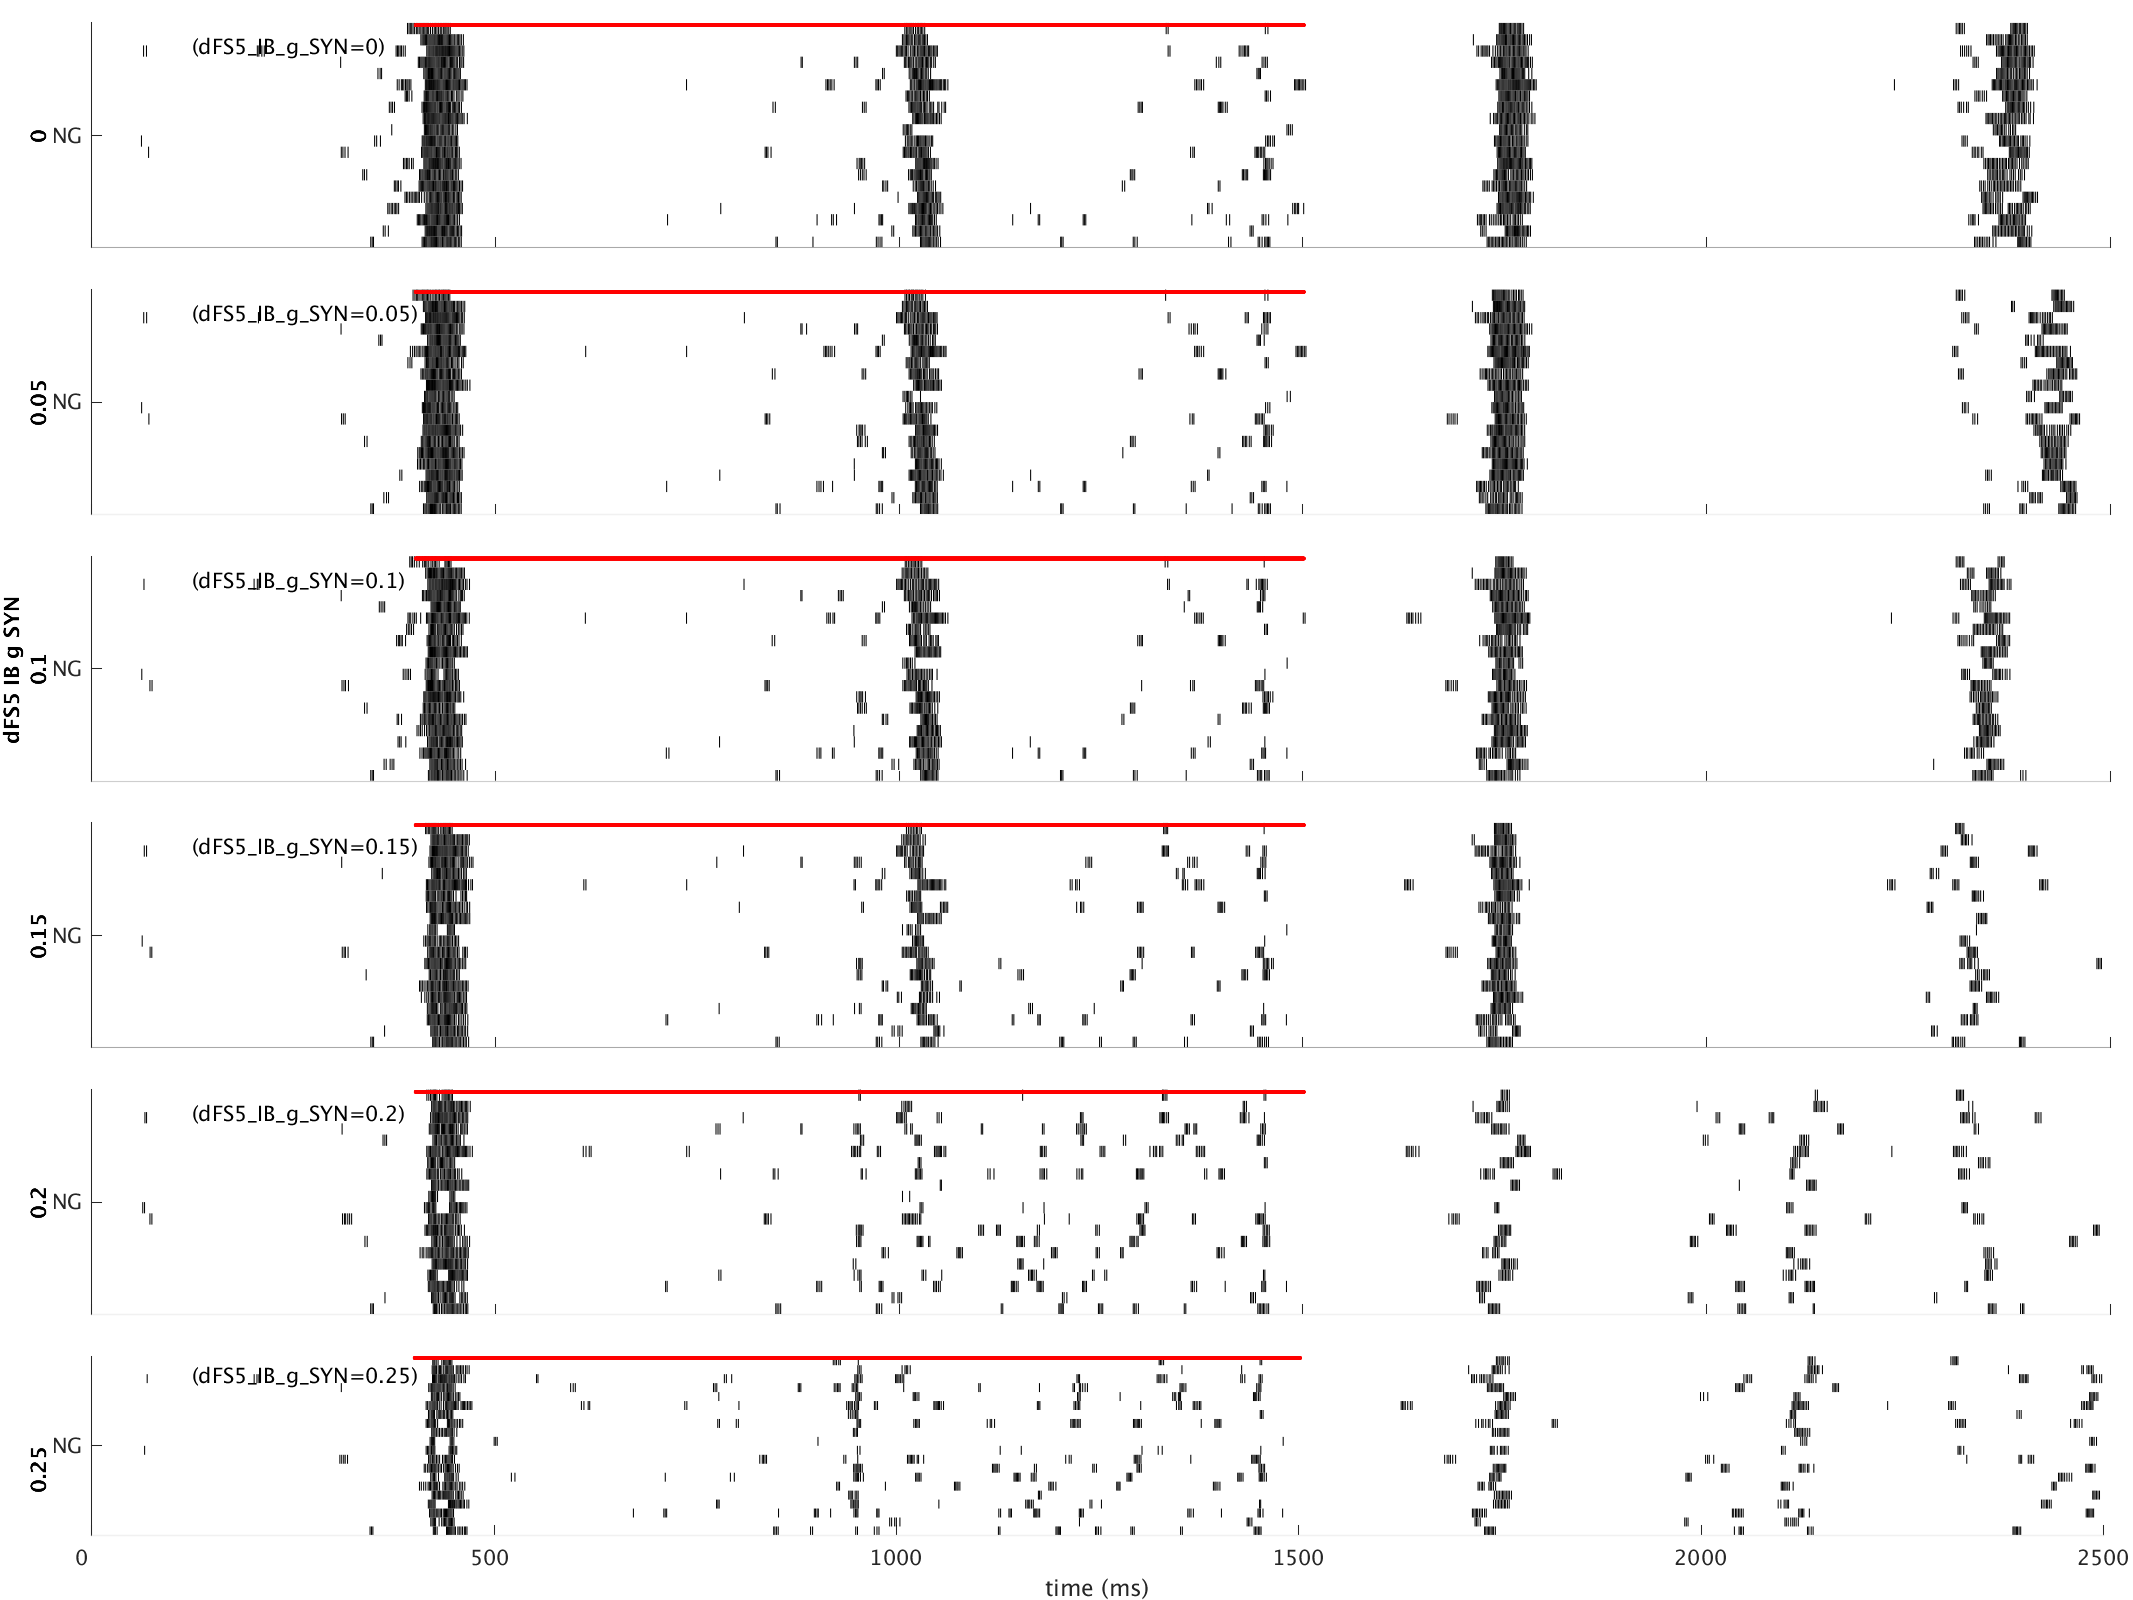 (dFS5_IB_g_SYN=0)
0 NG
(dFS5_IB_g_SYN=0.05)
0.05 NG
(dFS5_IB_g_SYN=0.1)
0.1 NG
dFS5 IB g SYN
(dFS5_IB_g_SYN=0.15)
0.15 NG
(dFS5_IB_g_SYN=0.2)
0.2 NG
(dFS5_IB_g_SYN=0.25)
0.25 NG
0 500 1000 1500 2000 2500
time (ms)